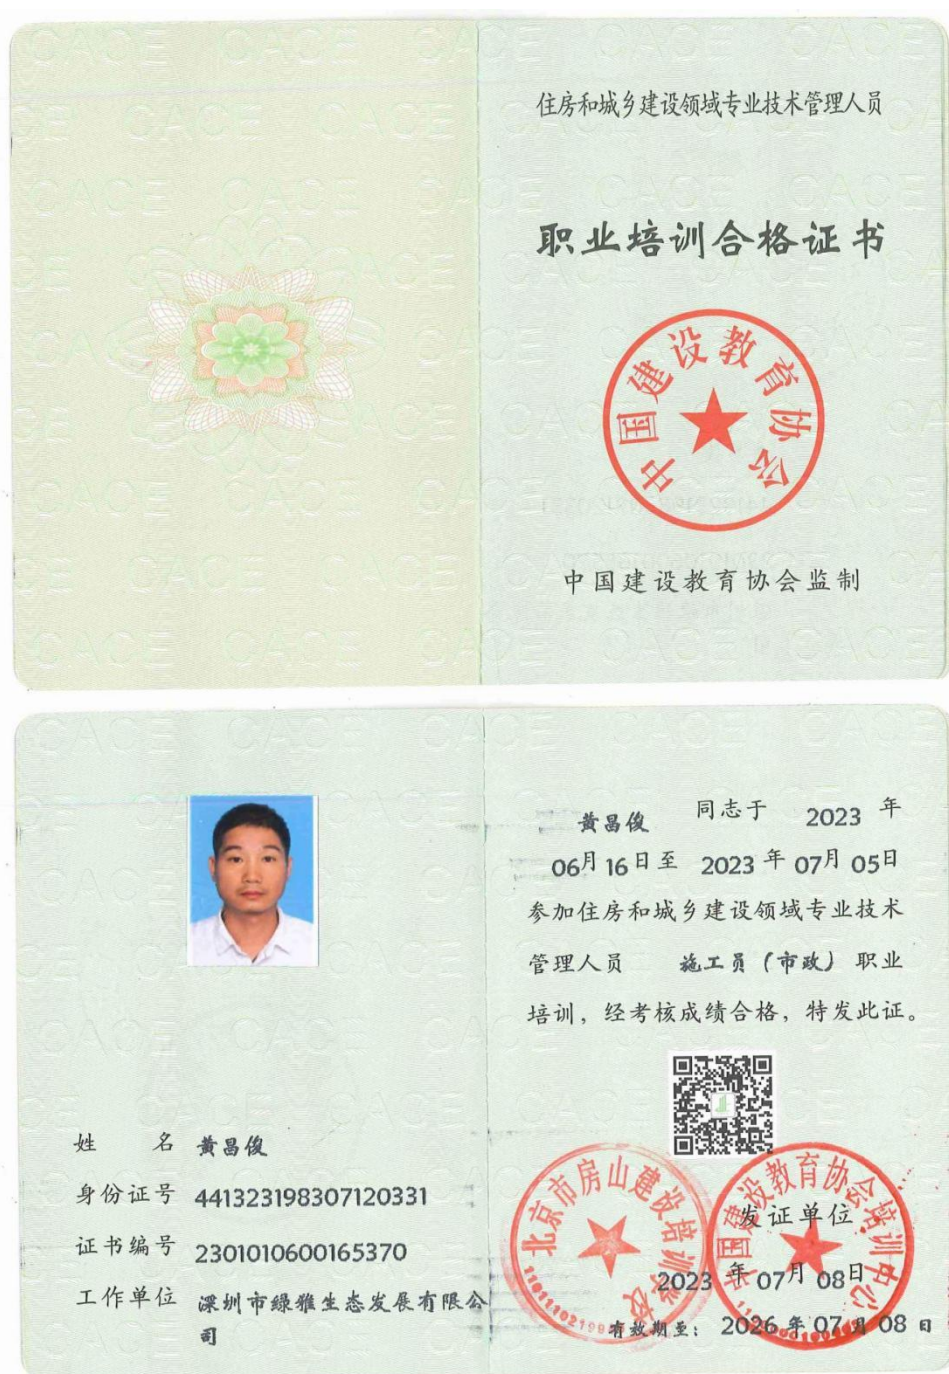 住房和城乡建设领域专业技术管理人员
职业培训合格证书
中国建设教育协会
中国建设教育协会监制
黄昌俊 同志于 2023 年
06月 16 日至 2023 年 07月 05日
参加住房和城乡建设领域专业技术
管理人员 施工员（市政） 职业
培训，经考核成绩合格，特发此证。
姓 名 黄昌俊
身份证号 441323198307120331
证书编号 2301010600165370
工作单位 深圳市绿雅生态发展有限公
司
北京市房山建设培训学校
中国建设教育协会培训中心
发证单位
2023 年 07月 08日
有效期至： 2026 年 07 月 08 日
CACE